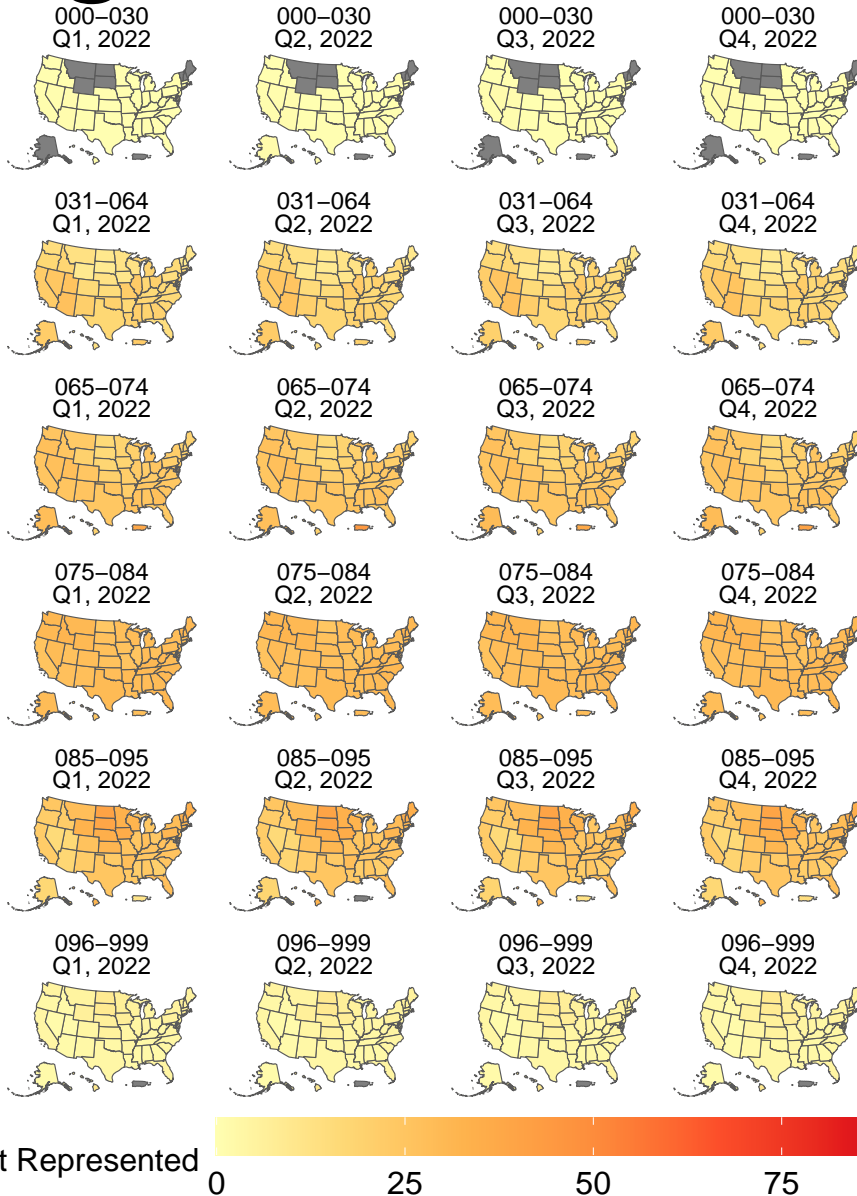 000−030 000−030 000−030 000−030
Q1, 2022 Q2, 2022 Q3, 2022 Q4, 2022
031−064 031−064 031−064 031−064
Q1, 2022 Q2, 2022 Q3, 2022 Q4, 2022
065−074 065−074 065−074 065−074
Q1, 2022 Q2, 2022 Q3, 2022 Q4, 2022
075−084 075−084 075−084 075−084
Q1, 2022 Q2, 2022 Q3, 2022 Q4, 2022
085−095 085−095 085−095 085−095
Q1, 2022 Q2, 2022 Q3, 2022 Q4, 2022
096−999 096−999 096−999 096−999
Q1, 2022 Q2, 2022 Q3, 2022 Q4, 2022
t Represented
0 25 50 75